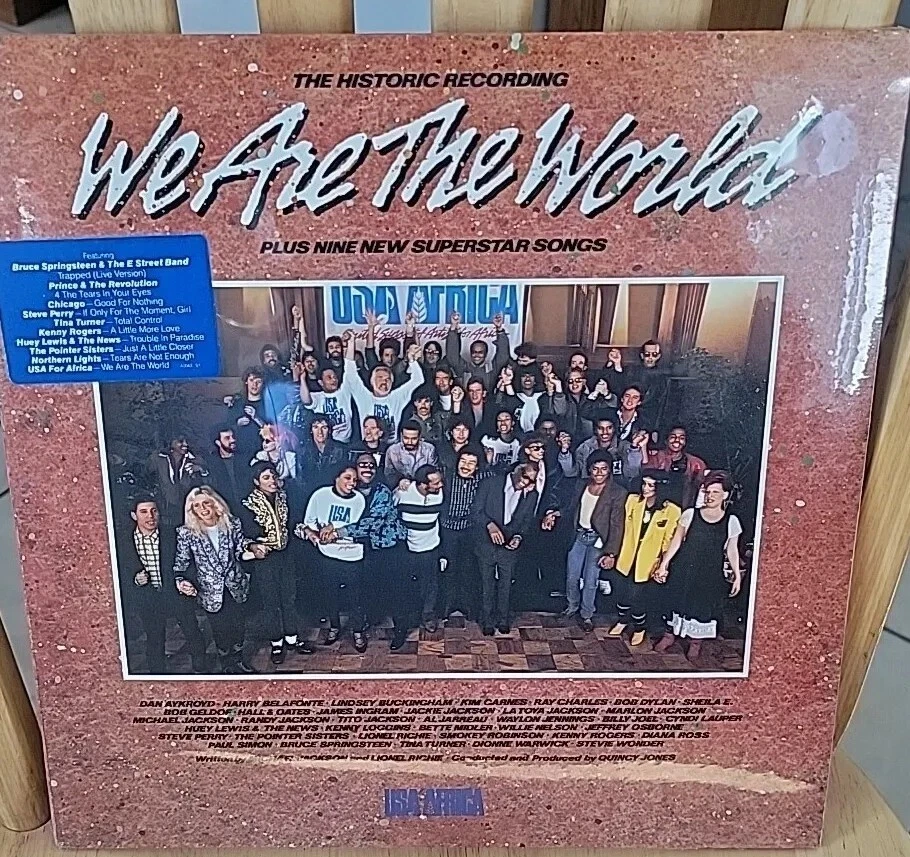 THE HISTORIC RECORDING
We Are The World
PLUS NINE NEW SUPERSTAR SONGS
Featuring
Bruce Springsteen & The E Street Band
Trapped (Live Version)
Prince & The Revolution
4 The Tears In Your Eyes
Chicago – Good For Nothing
Steve Perry – If Only For The Moment, Girl
Tina Turner – Total Control
Kenny Rogers – A Little More Love
Huey Lewis & The News – Trouble In Paradise
The Pointer Sisters – Just A Little Closer
Northern Lights – Tears Are Not Enough
USA For Africa – We Are The World
USA AFRICA
USA AFRICA
USA AFRICA
USA
DAN AYKROYD · HARRY BELAFONTE · LINDSEY BUCKINGHAM · KIM CARNES · RAY CHARLES · BOB DYLAN · SHEILA E.
BOB GELDOF · HALL & OATES · JAMES INGRAM · JACKIE JACKSON · LA TOYA JACKSON · MARLON JACKSON
MICHAEL JACKSON · RANDY JACKSON · TITO JACKSON · AL JARREAU · WAYLON JENNINGS · BILLY JOEL · CYNDI LAUPER
HUEY LEWIS & THE NEWS · KENNY LOGGINS · BETTE MIDLER · WILLIE NELSON · JEFFREY OSBORNE
STEVE PERRY · THE POINTER SISTERS · LIONEL RICHIE · SMOKEY ROBINSON · KENNY ROGERS · DIANA ROSS
PAUL SIMON · BRUCE SPRINGSTEEN · TINA TURNER · DIONNE WARWICK · STEVIE WONDER
Written by JACKSON and LIONEL RICHIE · Conducted and Produced by QUINCY JONES
USA AFRICA